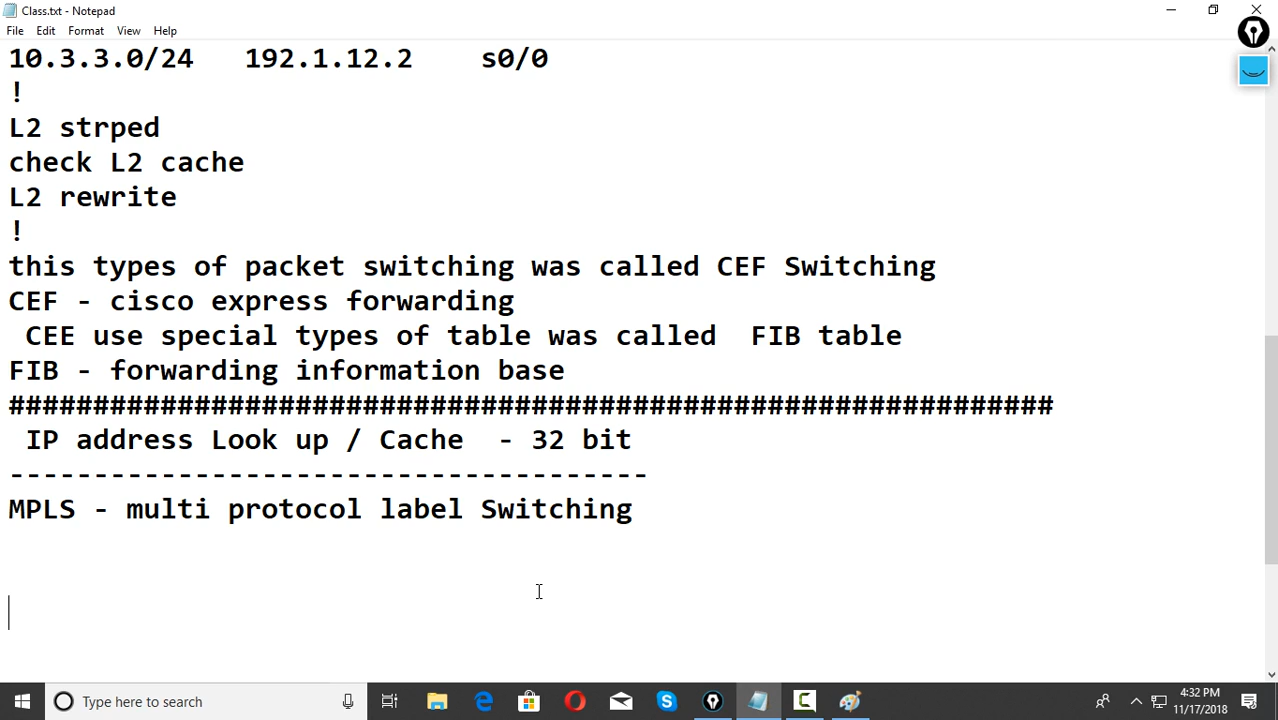 Class.txt - Notepad
File Edit Format View Help
10.3.3.0/24 192.1.12.2 s0/0
!
L2 strped
check L2 cache
L2 rewrite
!
this types of packet switching was called CEF Switching
CEF - cisco express forwarding
CEE use special types of table was called FIB table
FIB - forwarding information base
##############################################################
IP address Look up / Cache - 32 bit
--------------------------------------
MPLS - multi protocol label Switching
Type here to search
4:32 PM
11/17/2018